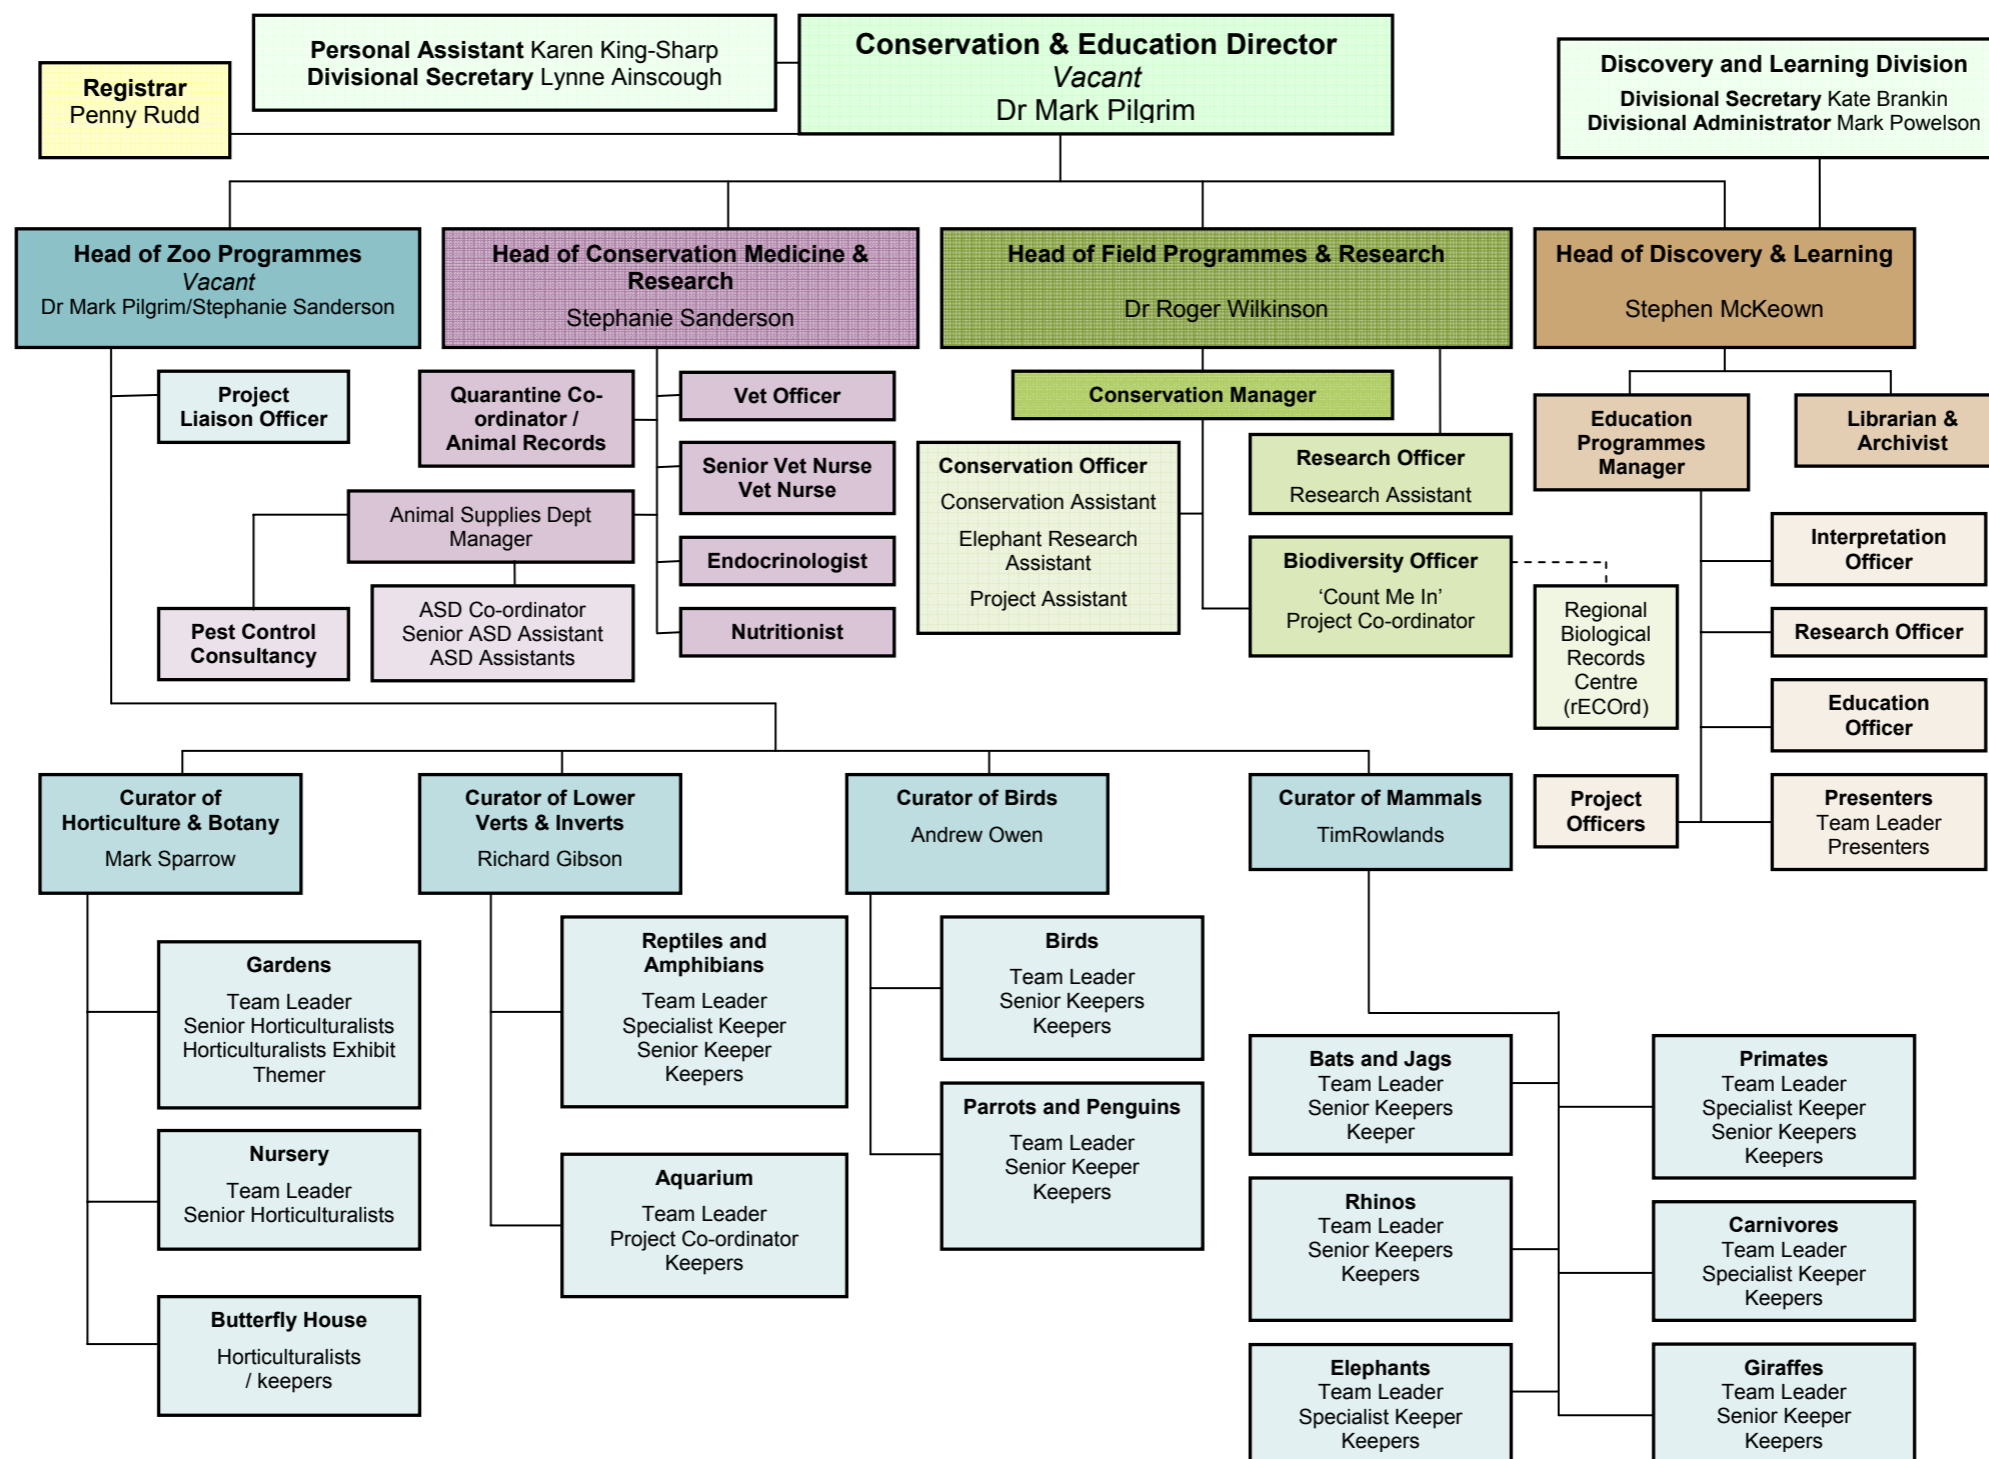 Personal Assistant Karen King-Sharp
Divisional Secretary Lynne Ainscough
Conservation & Education Director
Vacant
Dr Mark Pilgrim
Registrar
Penny Rudd
Discovery and Learning Division
Divisional Secretary Kate Brankin
Divisional Administrator Mark Powelson
Head of Zoo Programmes
Vacant
Dr Mark Pilgrim/Stephanie Sanderson
Head of Conservation Medicine &
Research
Stephanie Sanderson
Head of Field Programmes & Research
Dr Roger Wilkinson
Head of Discovery & Learning
Stephen McKeown
Project
Liaison Officer
Quarantine Co-
ordinator /
Animal Records
Vet Officer
Senior Vet Nurse
Vet Nurse
Animal Supplies Dept
Manager
Endocrinologist
Pest Control
Consultancy
ASD Co-ordinator
Senior ASD Assistant
ASD Assistants
Nutritionist
Conservation Manager
Conservation Officer
Conservation Assistant
Elephant Research
Assistant
Project Assistant
Research Officer
Research Assistant
Biodiversity Officer
‘Count Me In’
Project Co-ordinator
Regional
Biological
Records
Centre
(rECOrd)
Education
Programmes
Manager
Librarian &
Archivist
Interpretation
Officer
Research Officer
Education
Officer
Project
Officers
Presenters
Team Leader
Presenters
Curator of
Horticulture & Botany
Mark Sparrow
Curator of Lower
Verts & Inverts
Richard Gibson
Curator of Birds
Andrew Owen
Curator of Mammals
TimRowlands
Gardens
Team Leader
Senior Horticulturalists
Horticulturalists Exhibit
Themer
Nursery
Team Leader
Senior Horticulturalists
Butterfly House
Horticulturalists
/ keepers
Reptiles and
Amphibians
Team Leader
Specialist Keeper
Senior Keeper
Keepers
Aquarium
Team Leader
Project Co-ordinator
Keepers
Birds
Team Leader
Senior Keepers
Keepers
Parrots and Penguins
Team Leader
Senior Keeper
Keepers
Bats and Jags
Team Leader
Senior Keepers
Keeper
Rhinos
Team Leader
Senior Keepers
Keepers
Elephants
Team Leader
Specialist Keeper
Keepers
Primates
Team Leader
Specialist Keeper
Senior Keepers
Keepers
Carnivores
Team Leader
Specialist Keeper
Keepers
Giraffes
Team Leader
Senior Keeper
Keepers